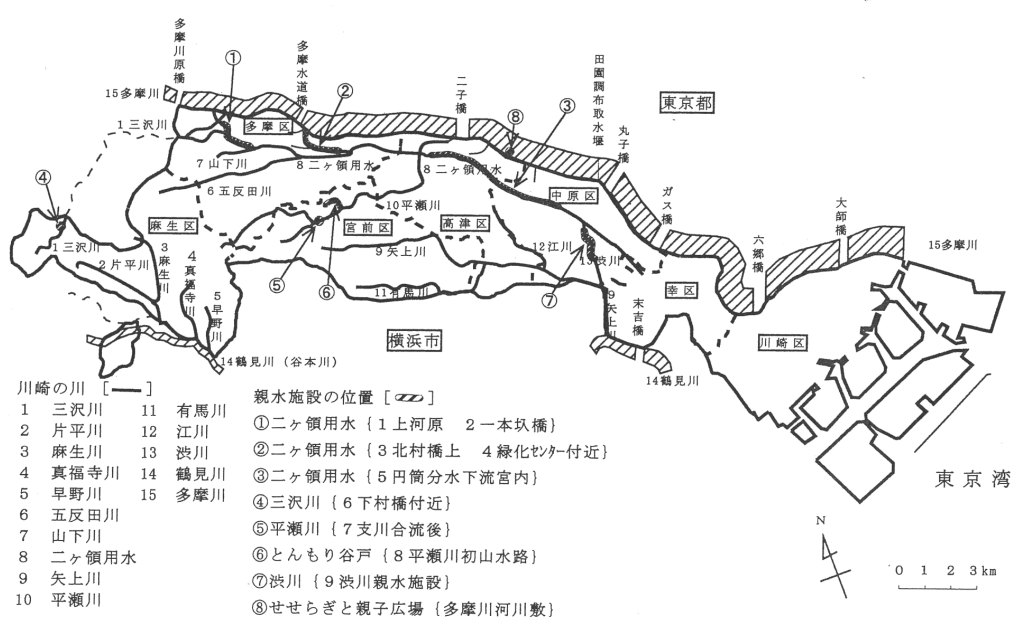 多摩川原橋
多摩水道橋
二子橋
田園調布取水堰
丸子橋
ガス橋
六郷橋
大師橋
東京都
①
②
⑧
③
15多摩川
1三沢川
多摩区
7山下川
8二ヶ領用水
8二ヶ領用水
中原区
④
6五反田川
10平瀬川
麻生区
宮前区
高津区
1三沢川
2片平川
3麻生川
4真福寺川
5早野川
9矢上川
12江川
13渋川
⑤
⑥
11有馬川
⑦
9矢上川
末吉橋
幸区
川崎区
15多摩川
横浜市
14鶴見川(谷本川)
14鶴見川
東京湾
N
0 1 2 3km
川崎の川 [ ]
1 三沢川
2 片平川
3 麻生川
4 真福寺川
5 早野川
6 五反田川
7 山下川
8 二ヶ領用水
9 矢上川
10 平瀬川
11 有馬川
12 江川
13 渋川
14 鶴見川
15 多摩川
親水施設の位置 [ ]
①二ヶ領用水{1上河原 2一本圦橋}
②二ヶ領用水{3北村橋上 4緑化センター付近}
③二ヶ領用水{5円筒分水下流宮内}
④三沢川{6下村橋付近}
⑤平瀬川{7支川合流後}
⑥とんもり谷戸{8平瀬川初山水路}
⑦渋川{9渋川親水施設}
⑧せせらぎと親子広場{多摩川河川敷}